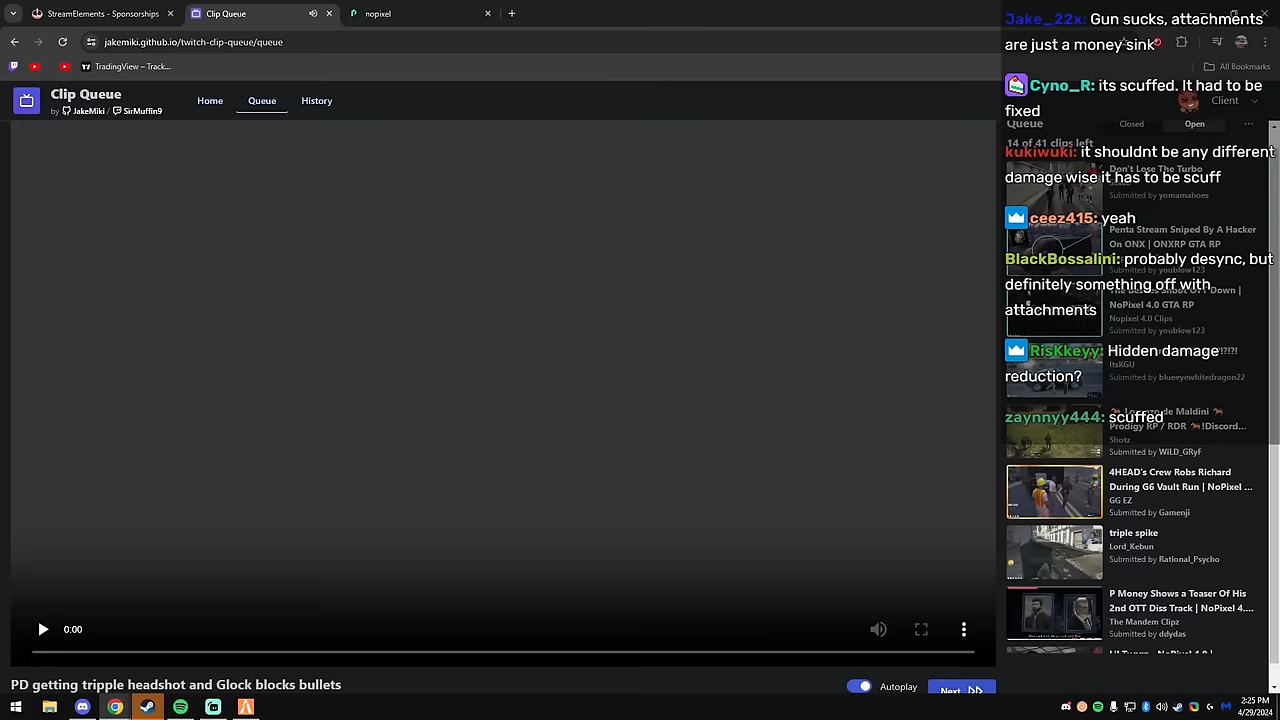 StreamElements - Sponsorships
Clip Queue
nopixel
jakemiki.github.io/twitch-clip-queue/queue
TradingView – Track...
All Bookmarks
Clip Queue
by JakeMiki / SirMuffin9
Home
Queue
History
Client
Jake_22x: Gun sucks, attachments
are just a money sink
Cyno_R: its scuffed. It had to be
fixed
kukiwuki: it shouldnt be any different
damage wise it has to be scuff
ceez415: yeah
BlackBossalini: probably desync, but
definitely something off with
attachments
RisKkeyy: Hidden damage
reduction?
zaynnyy444: scuffed
Queue
Closed
Open
14 of 41 clips left
Don't Lose The Turbo
Submitted by yomamahoes
Penta Stream Sniped By A Hacker
On ONX | ONXRP GTA RP
Submitted by youblow123
Down |
NoPixel 4.0 GTA RP
Nopixel 4.0 Clips
Submitted by youblow123
ItsKGU
Submitted by blueeyewhitedragon22
de Maldini
Prodigy RP / RDR !Discord...
Shotz
Submitted by WiLD_GRyF
4HEAD's Crew Robs Richard
During G6 Vault Run | NoPixel ...
GG EZ
Submitted by Gamenji
triple spike
Lord_Kebun
Submitted by Rational_Psycho
P Money Shows a Teaser Of His
2nd OTT Diss Track | NoPixel 4....
The Mandem Clipz
Submitted by ddydas
0:00
PD getting tripple headshot and Glock blocks bullets
Autoplay
Next
2:25 PM
4/29/2024